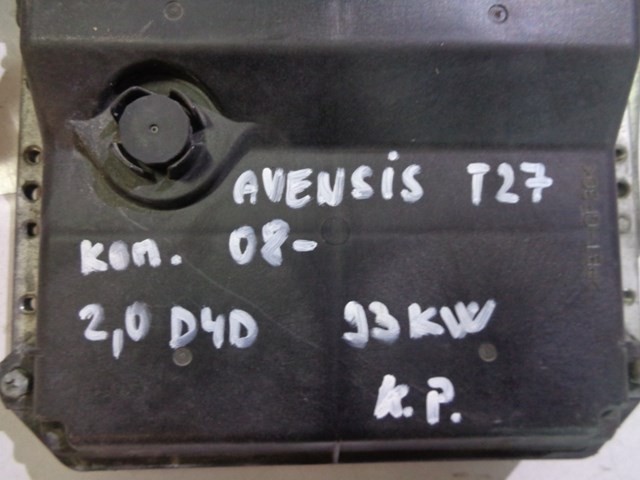 AVENSIS T27
KOM. 08-
2,0 D4D 93 KW
K.P.